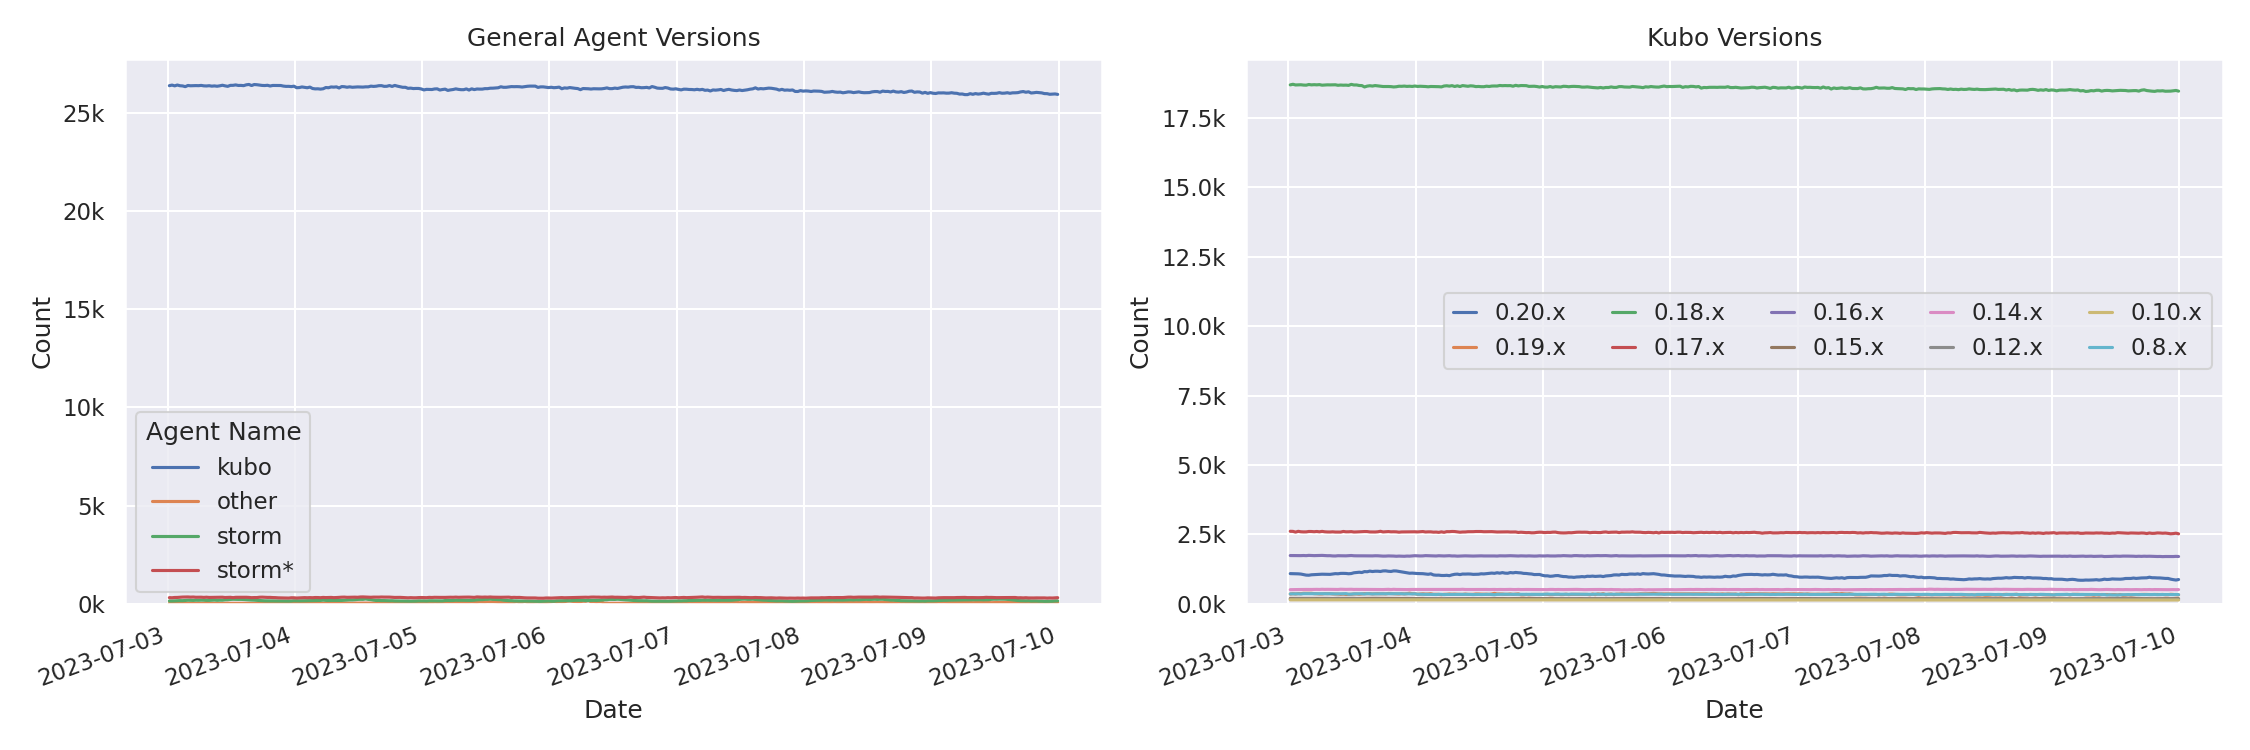 General Agent Versions
25k
20k
15k
10k
5k
0k
Count
Agent Name
kubo
other
storm
storm*
2023-07-03
2023-07-04
2023-07-05
2023-07-06
2023-07-07
2023-07-08
2023-07-09
2023-07-10
Date
Kubo Versions
17.5k
15.0k
12.5k
10.0k
7.5k
5.0k
2.5k
0.0k
Count
0.20.x 0.18.x 0.16.x 0.14.x 0.10.x
0.19.x 0.17.x 0.15.x 0.12.x 0.8.x
2023-07-03
2023-07-04
2023-07-05
2023-07-06
2023-07-07
2023-07-08
2023-07-09
2023-07-10
Date